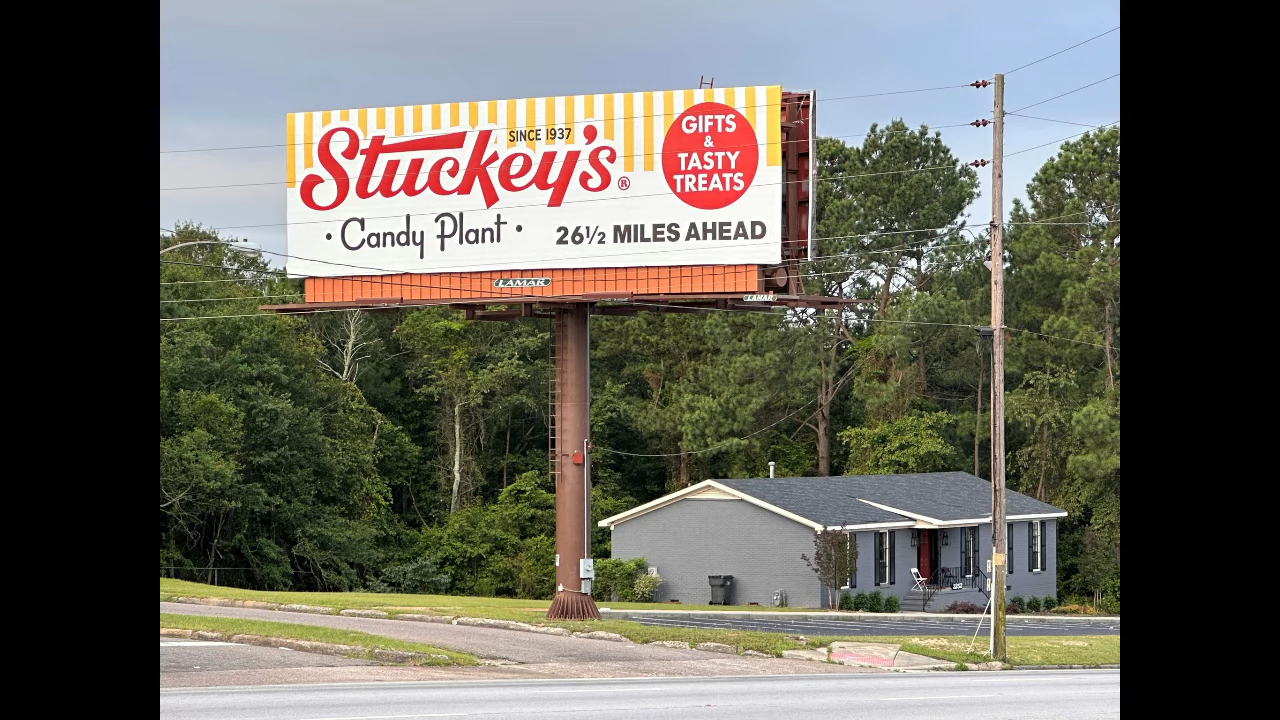 SINCE 1937
Stuckey's®
• Candy Plant •
GIFTS
&
TASTY
TREATS
26½ MILES AHEAD
LAMAR
LAMAR